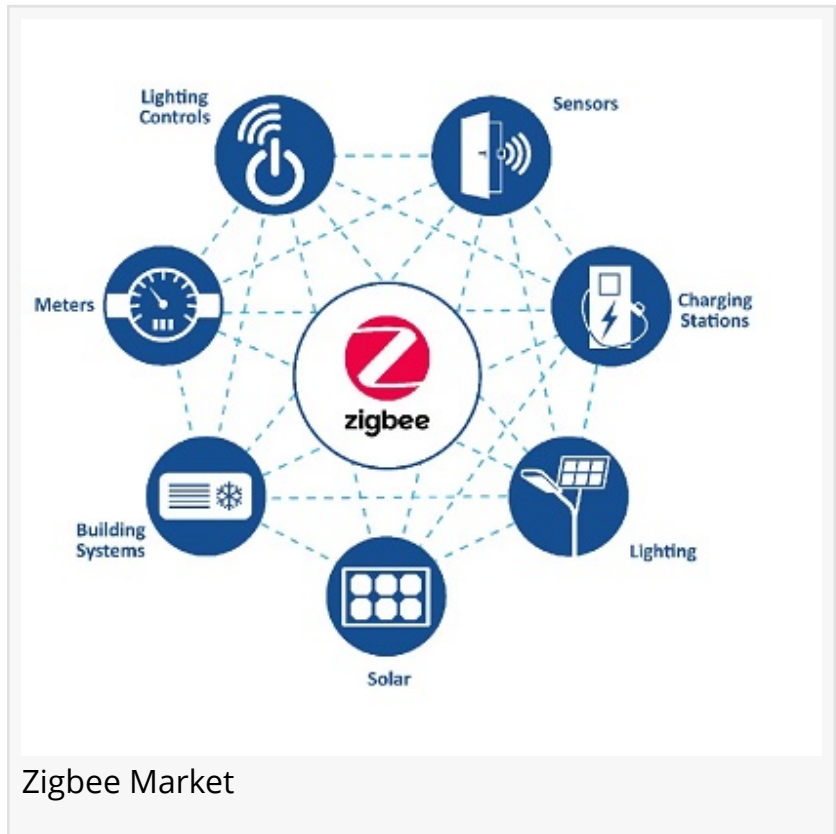 Lighting
Controls
Sensors
Meters
Charging
Stations
zigbee
Building
Systems
Lighting
Solar
Zigbee Market